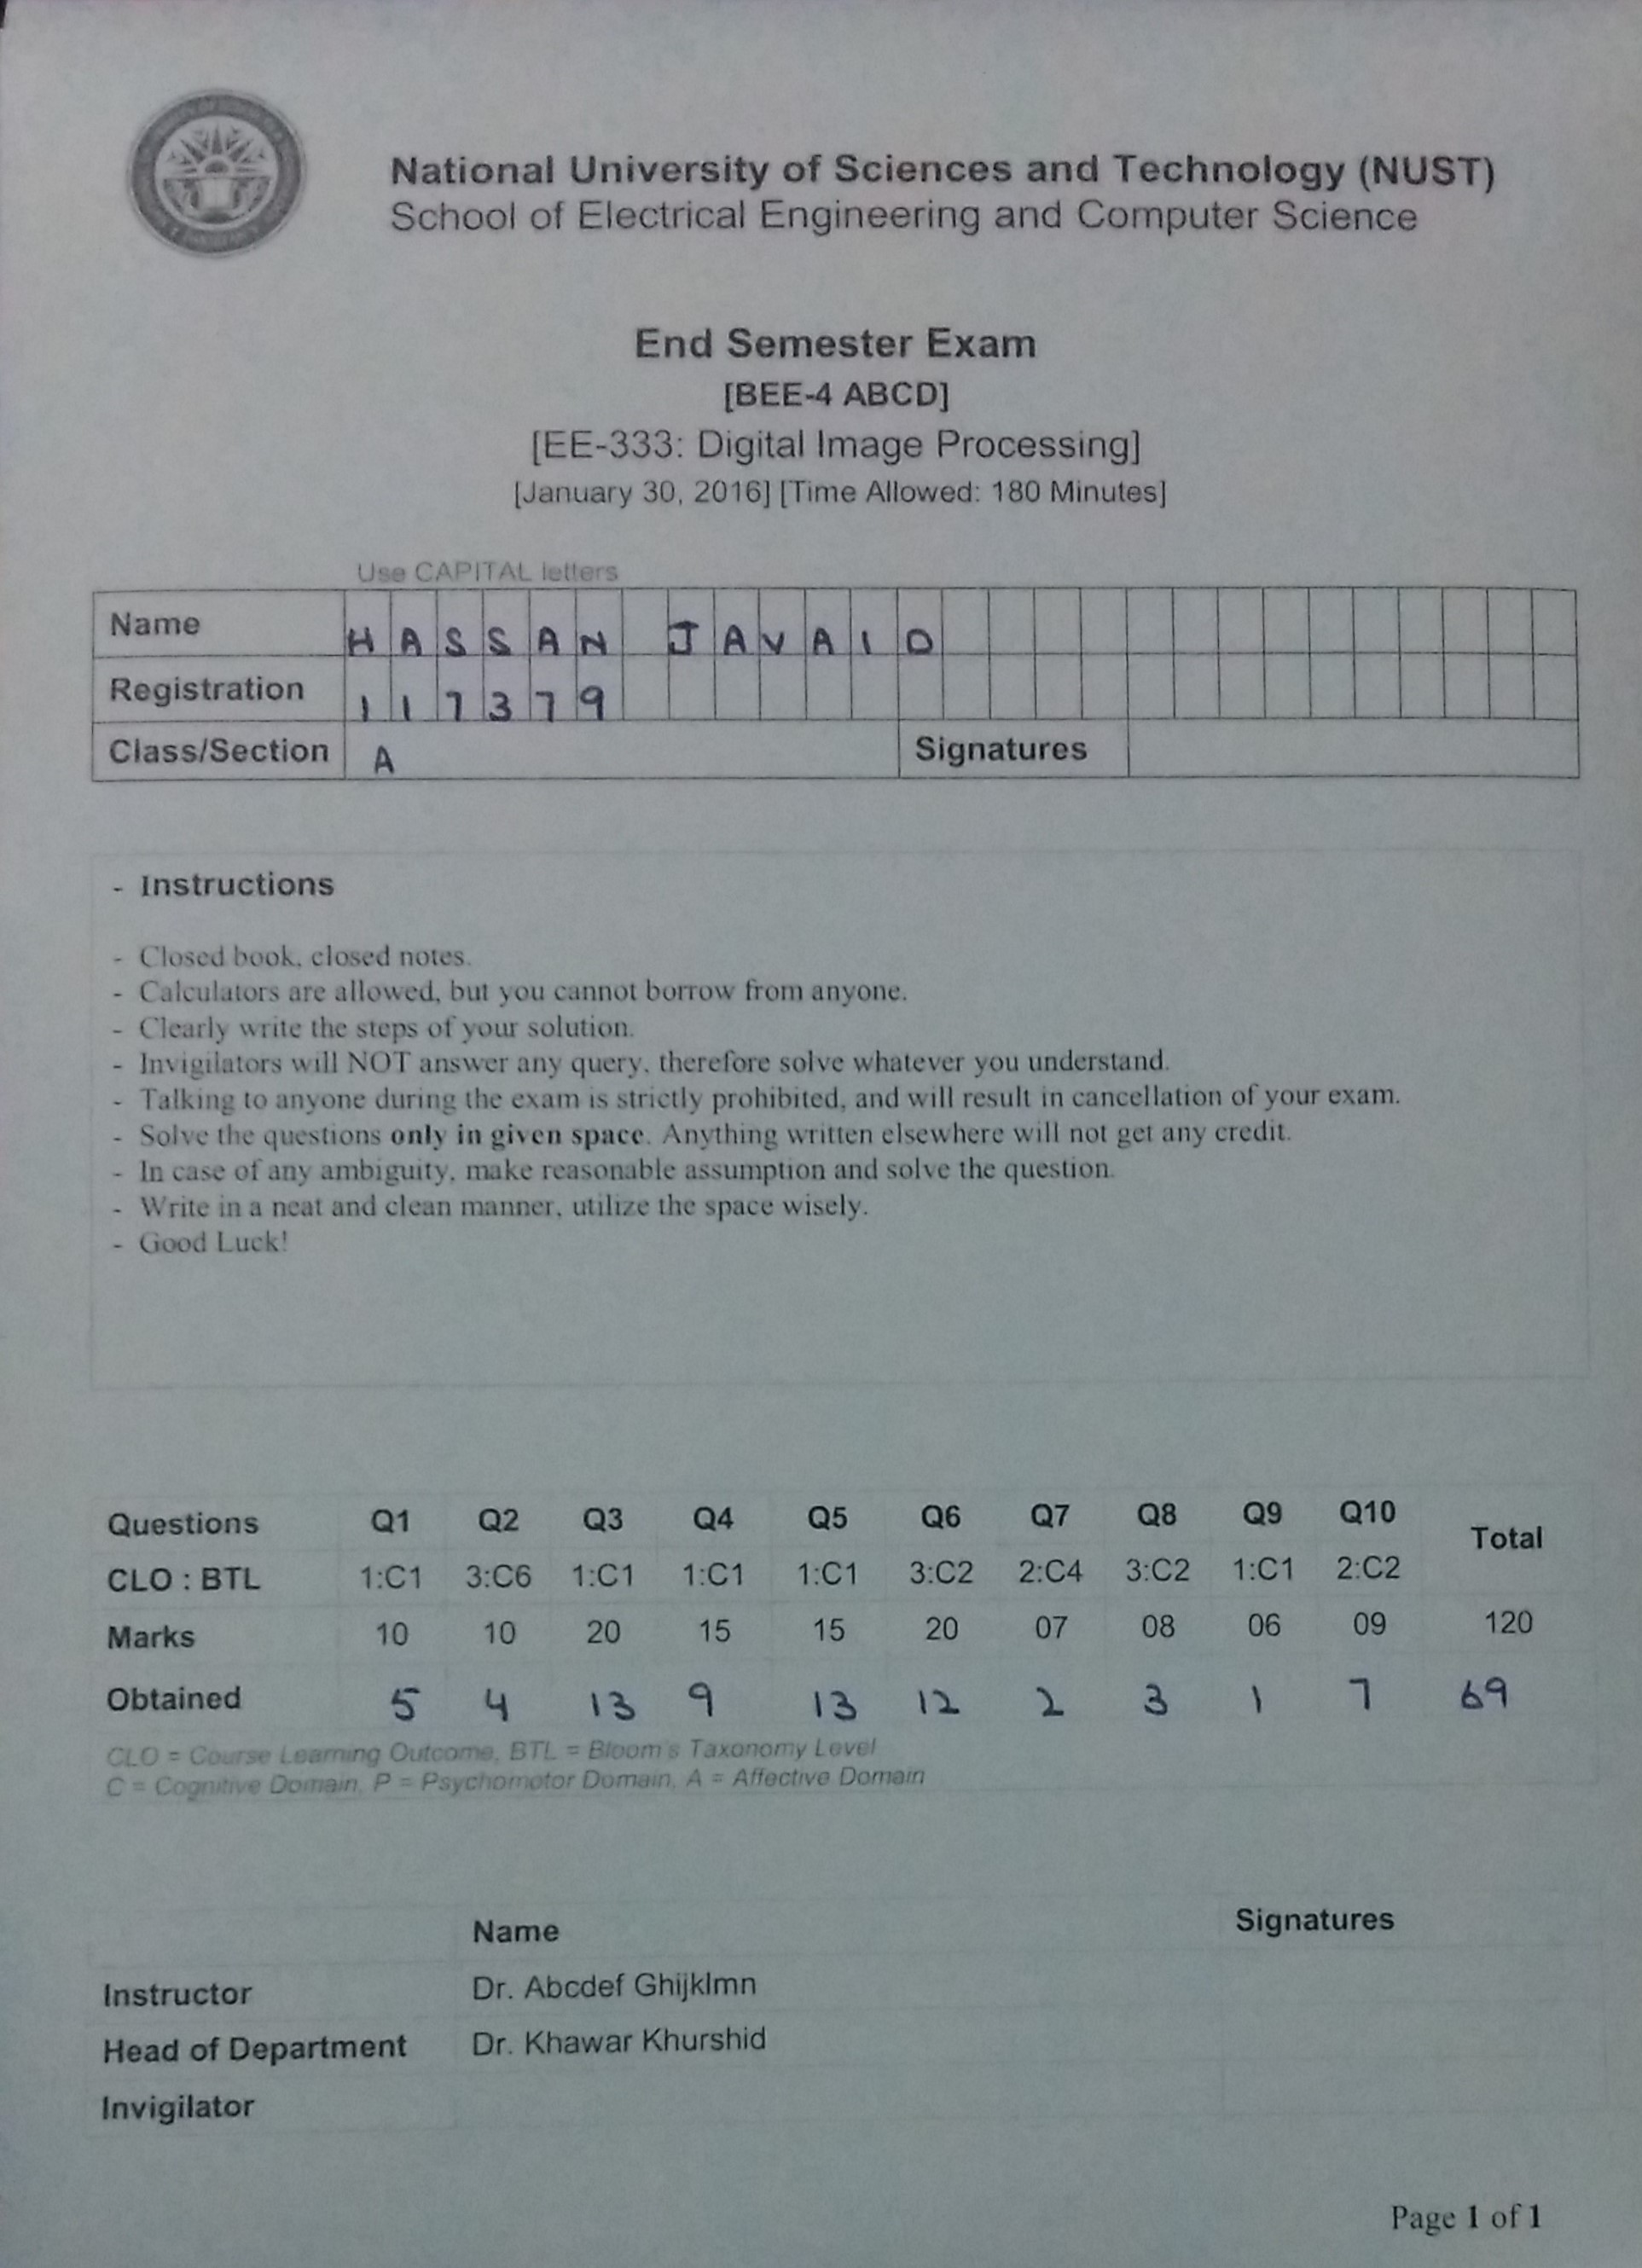 National University of Sciences and Technology (NUST)
School of Electrical Engineering and Computer Science
End Semester Exam
[BEE-4 ABCD]
[EE-333: Digital Image Processing]
[January 30, 2016] [Time Allowed: 180 Minutes]
Use CAPITAL letters
Name HASSAN JAVAID
Registration 117379
Class/Section A Signatures
- Instructions
- Closed book, closed notes.
- Calculators are allowed, but you cannot borrow from anyone.
- Clearly write the steps of your solution.
- Invigilators will NOT answer any query, therefore solve whatever you understand.
- Talking to anyone during the exam is strictly prohibited, and will result in cancellation of your exam.
- Solve the questions only in given space. Anything written elsewhere will not get any credit.
- In case of any ambiguity, make reasonable assumption and solve the question.
- Write in a neat and clean manner, utilize the space wisely.
- Good Luck!
Questions Q1 Q2 Q3 Q4 Q5 Q6 Q7 Q8 Q9 Q10 Total
CLO : BTL 1:C1 3:C6 1:C1 1:C1 1:C1 3:C2 2:C4 3:C2 1:C1 2:C2
Marks 10 10 20 15 15 20 07 08 06 09 120
Obtained 5 4 13 9 13 12 2 3 1 7 69
CLO = Course Learning Outcome, BTL = Bloom's Taxonomy Level
C = Cognitive Domain, P = Psychomotor Domain, A = Affective Domain
Name Signatures
Instructor Dr. Abcdef Ghijklmn
Head of Department Dr. Khawar Khurshid
Invigilator
Page 1 of 1